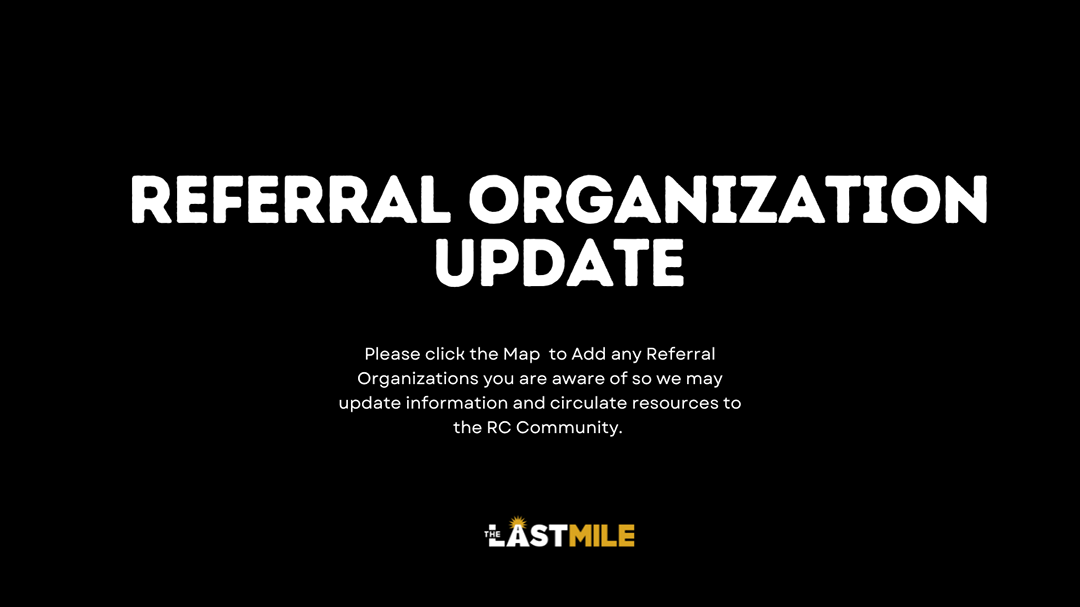 REFERRAL ORGANIZATION
UPDATE
Please click the Map  to Add any Referral
Organizations you are aware of so we may
update information and circulate resources to
the RC Community.
THE LASTMILE